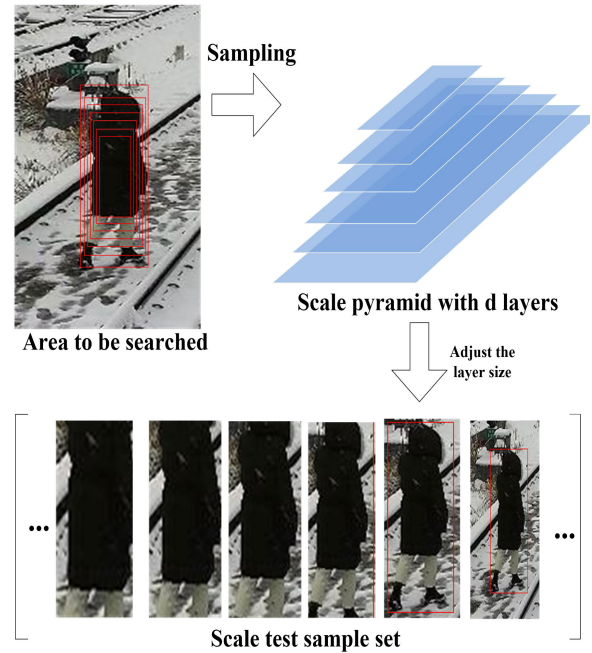 Sampling
Area to be searched
Scale pyramid with d layers
Adjust the
layer size
...
...
Scale test sample set